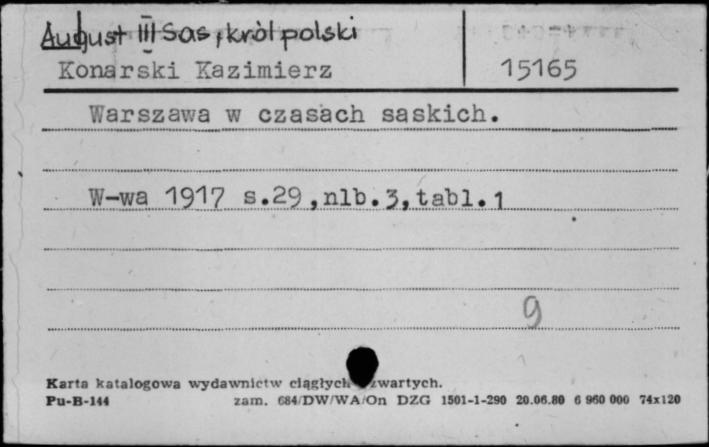 August III Sas, król polski
Konarski Kazimierz 15165
Warszawa w czasach saskich.
W-wa 1917 s.29,nlb.3,tabl.1
9
Karta katalogowa wydawnictw ciągłych zwartych.
Pu-B-144 zam. 684/DW/WA/On DZG 1501-1-290 20.06.80 6 960 000 74x120